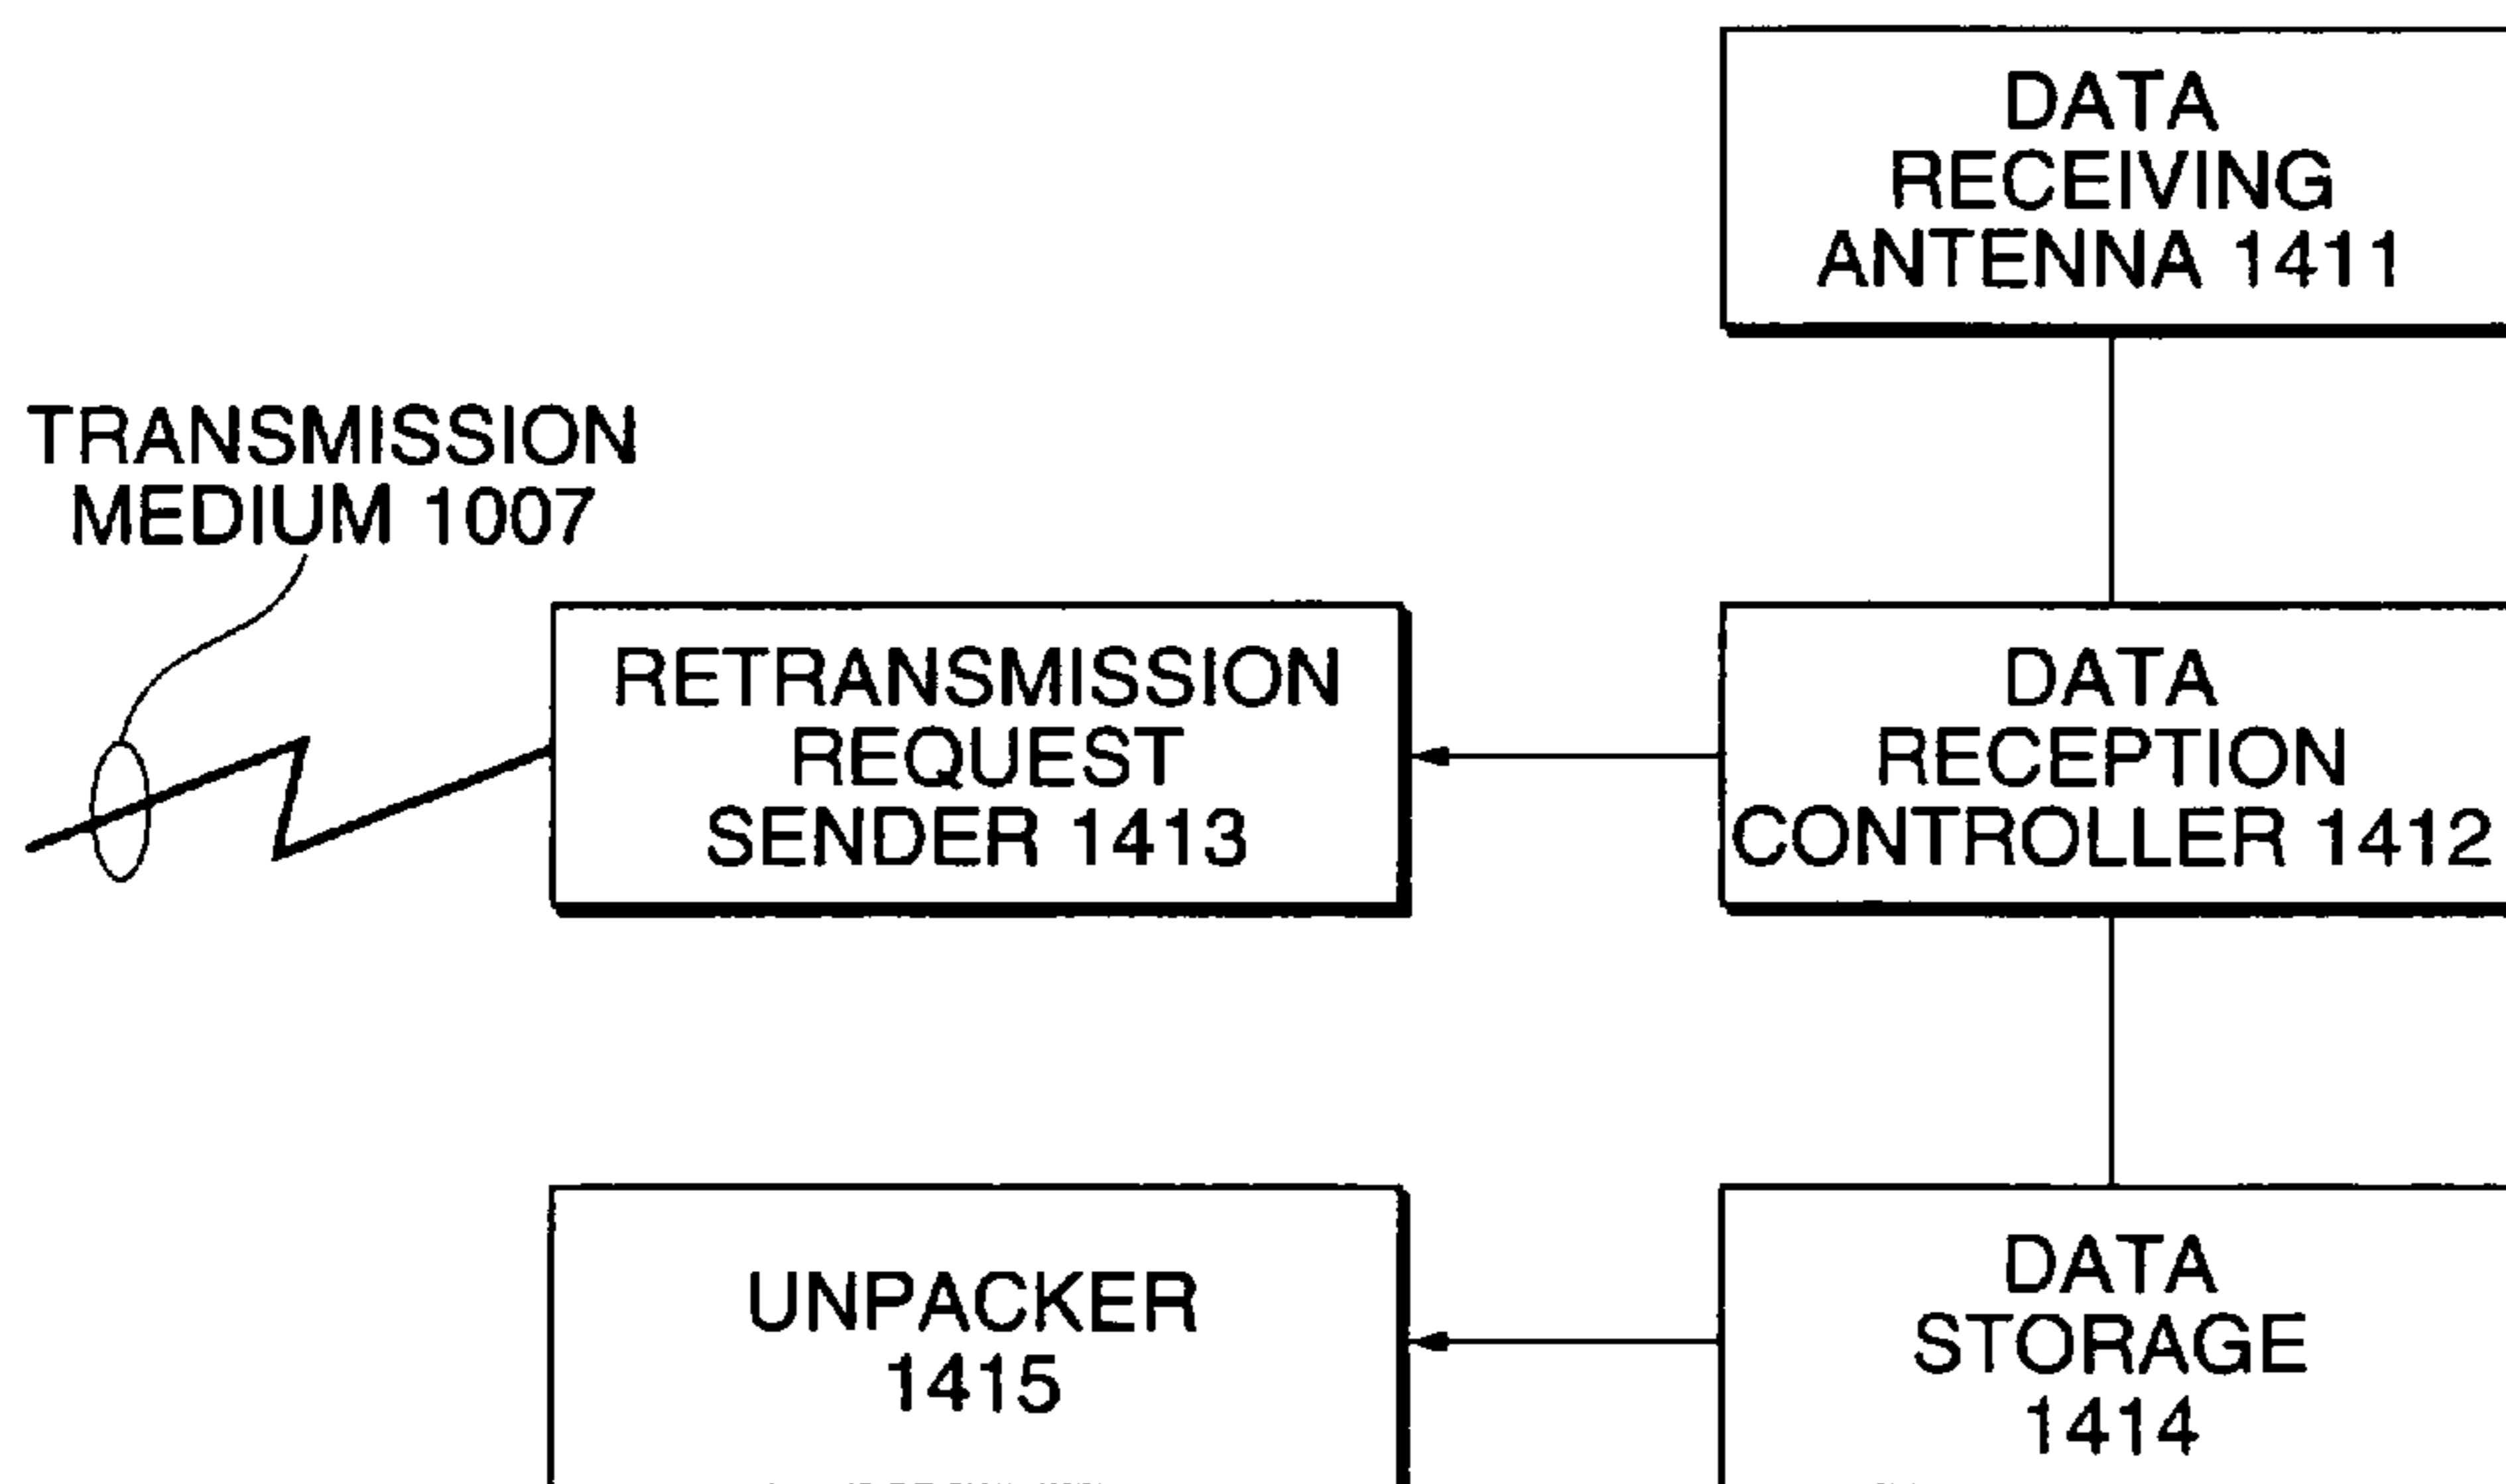 DATA
RECEIVING
ANTENNA 1411
TRANSMISSION
MEDIUM 1007
RETRANSMISSION
REQUEST
SENDER 1413
DATA
RECEPTION
CONTROLLER 1412
UNPACKER
1415
DATA
STORAGE
1414